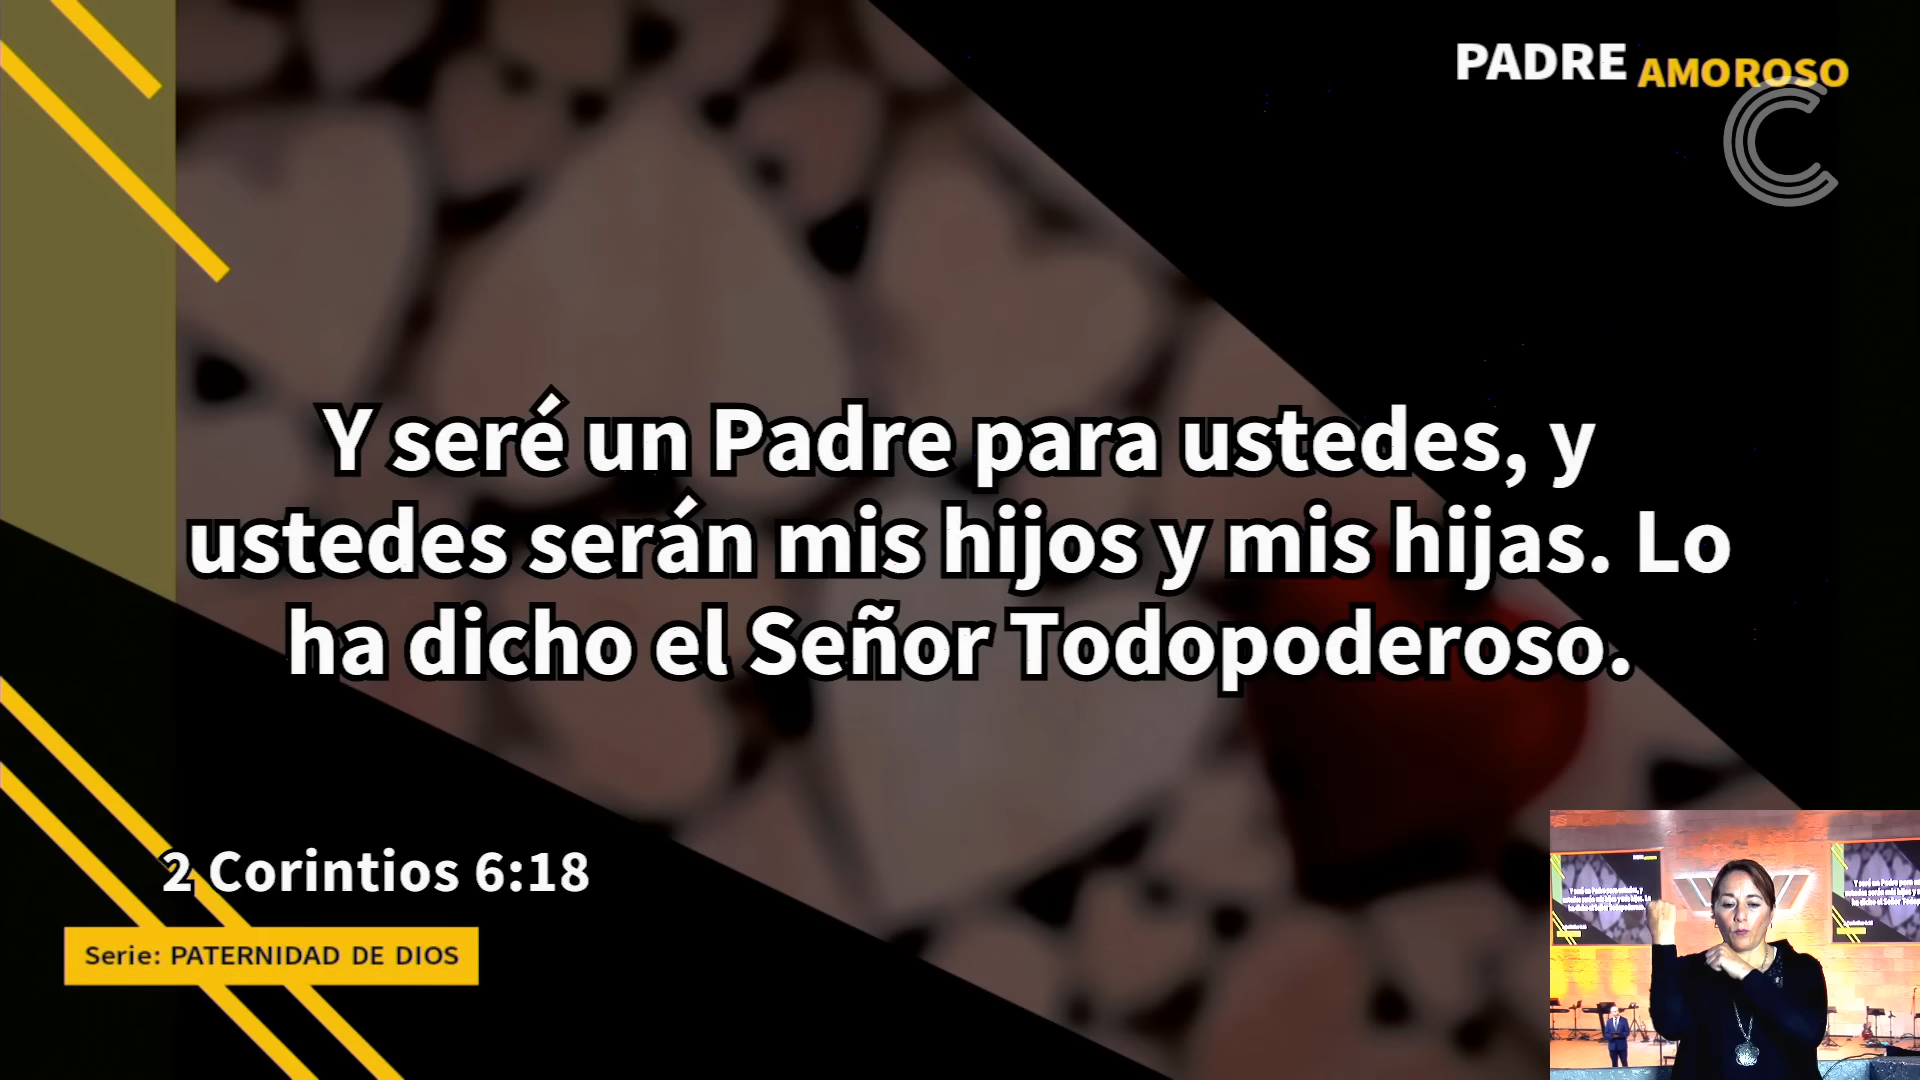 PADRE AMOROSO
Y seré un Padre para ustedes, y
ustedes serán mis hijos y mis hijas. Lo
ha dicho el Señor Todopoderoso.
2 Corintios 6:18
Serie: PATERNIDAD DE DIOS